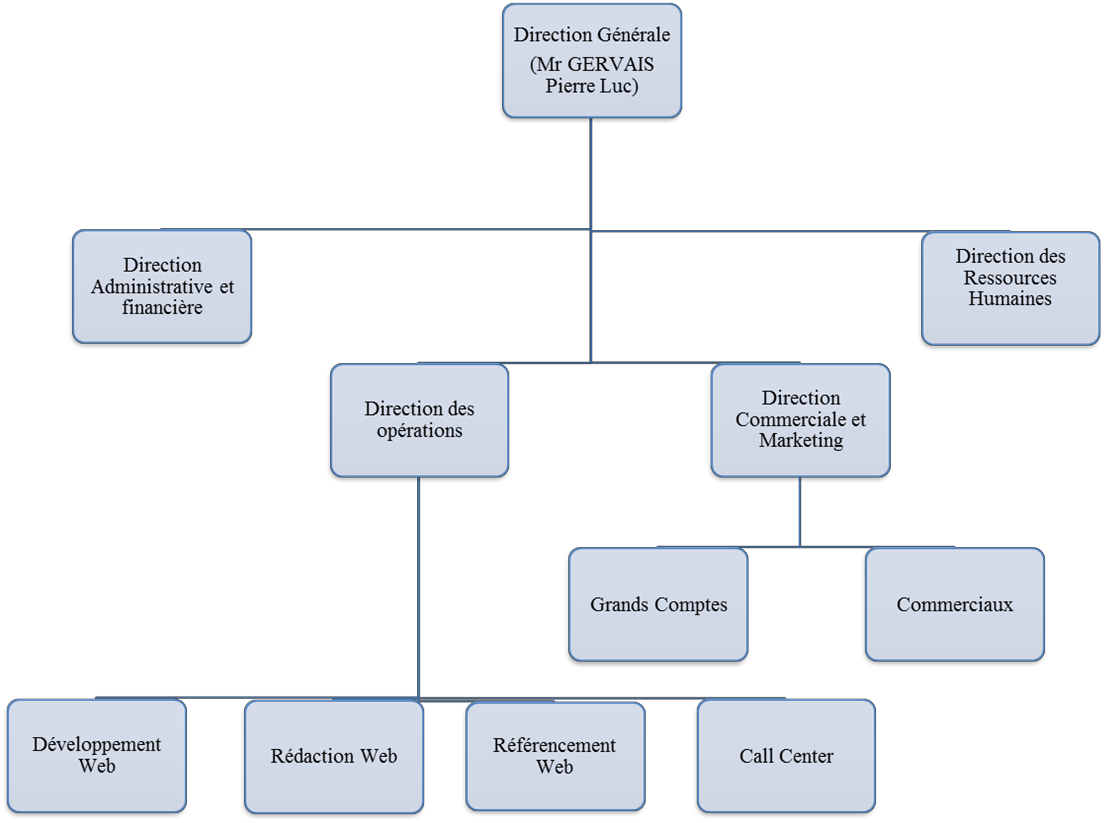 Direction Générale
(Mr GERVAIS
Pierre Luc)
Direction
Administrative et
financière
Direction des
Ressources
Humaines
Direction des
opérations
Direction
Commerciale et
Marketing
Grands Comptes
Commerciaux
Développement
Web
Rédaction Web
Référencement
Web
Call Center